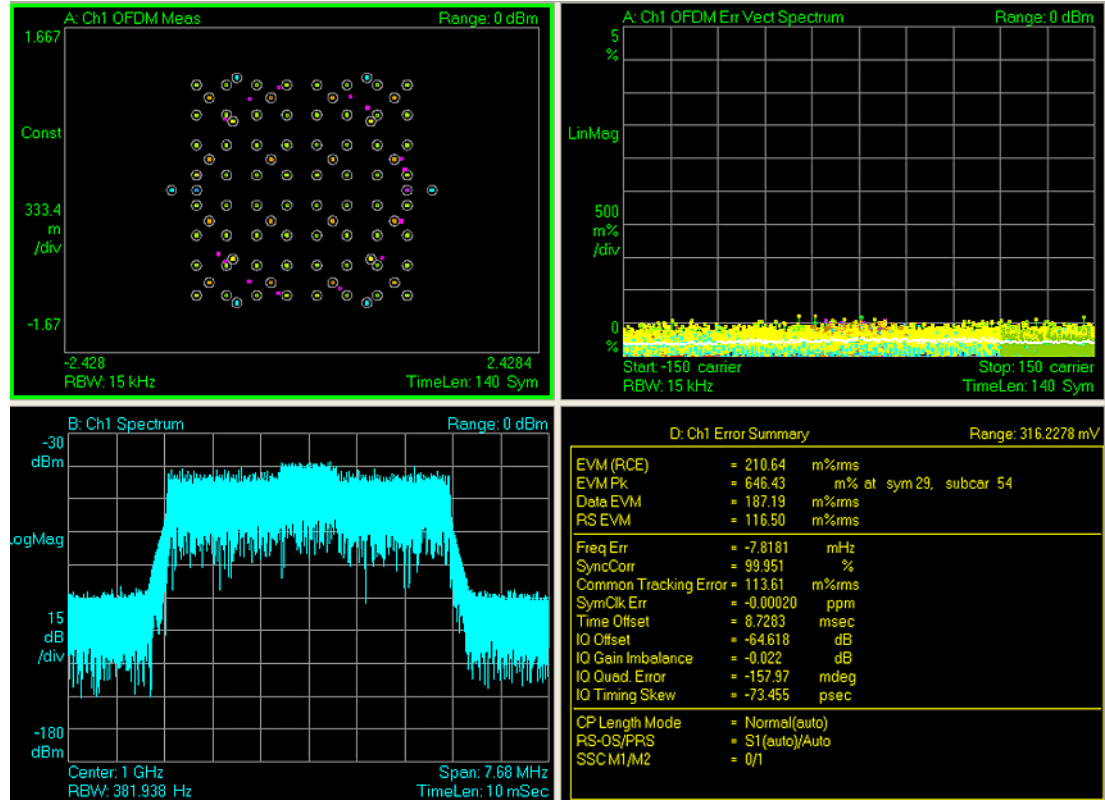 A: Ch1 OFDM Meas Range: 0 dBm
1.667
Const
333.4
m
/div
-1.67
-2.428 2.4284
RBW: 15 kHz TimeLen: 140 Sym
A: Ch1 OFDM Err Vect Spectrum Range: 0 dBm
5
%
LinMag
500
m%
/div
0
%
Start: -150 carrier Stop: 150 carrier
RBW: 15 kHz TimeLen: 140 Sym
B: Ch1 Spectrum Range: 0 dBm
-30
dBm
LogMag
15
dB
/div
-180
dBm
Center: 1 GHz Span: 7.68 MHz
RBW: 381.938 Hz TimeLen: 10 mSec
D: Ch1 Error Summary Range: 316.2278 mV
EVM (RCE) = 210.64 m%rms
EVM Pk = 646.43 m% at sym 29, subcar 54
Data EVM = 187.19 m%rms
RS EVM = 116.50 m%rms
Freq Err = -7.8181 mHz
SyncCorr = 99.951 %
Common Tracking Error = 113.61 m%rms
SymClk Err = -0.00020 ppm
Time Offset = 8.7283 msec
IQ Offset = -64.618 dB
IQ Gain Imbalance = -0.022 dB
IQ Quad. Error = -157.97 mdeg
IQ Timing Skew = -73.455 psec
CP Length Mode = Normal(auto)
RS-OS/PRS = S1(auto)/Auto
SSC M1/M2 = 0/1